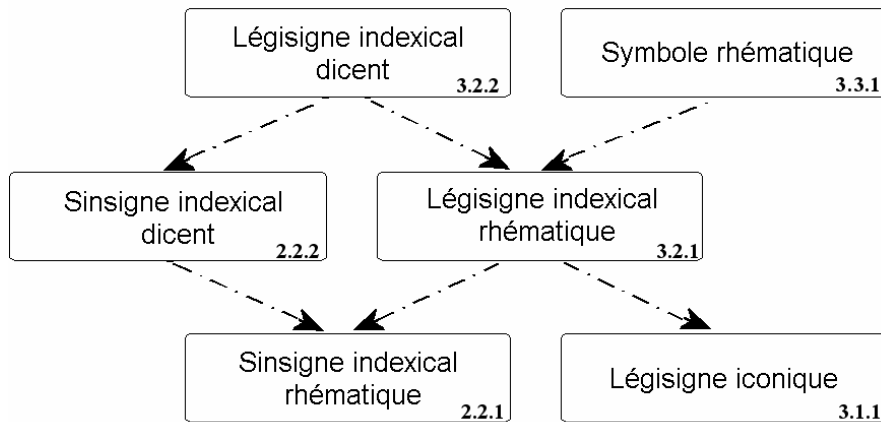 Légisigne indexical
dicent
3.2.2
Symbole rhématique
3.3.1
Sinsigne indexical
dicent
2.2.2
Légisigne indexical
rhématique
3.2.1
Sinsigne indexical
rhématique
2.2.1
Légisigne iconique
3.1.1